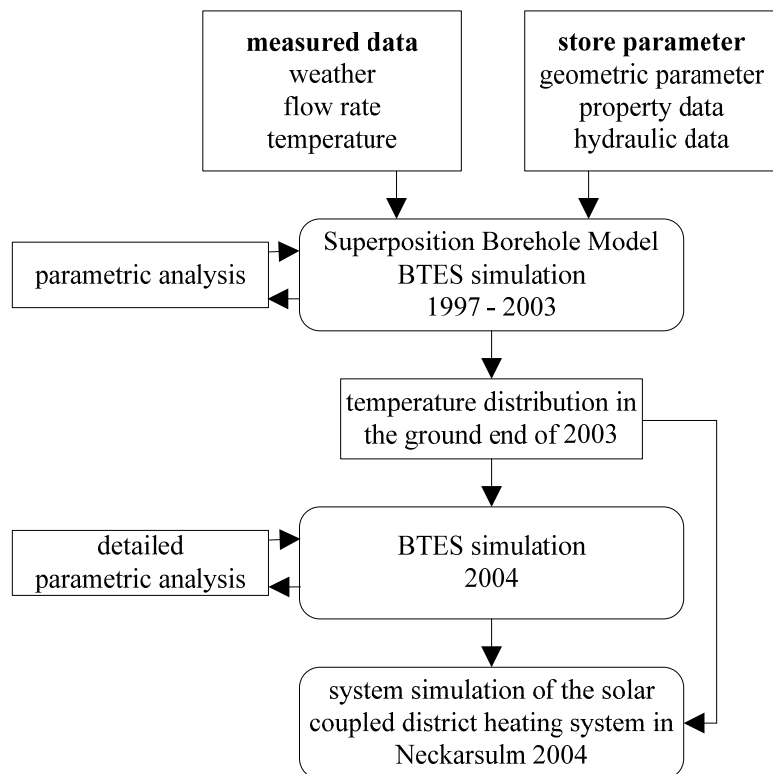 measured data
weather
flow rate
temperature
store parameter
geometric parameter
property data
hydraulic data
Superposition Borehole Model
BTES simulation
1997 - 2003
parametric analysis
temperature distribution in
the ground end of 2003
BTES simulation
2004
detailed
parametric analysis
system simulation of the solar
coupled district heating system in
Neckarsulm 2004